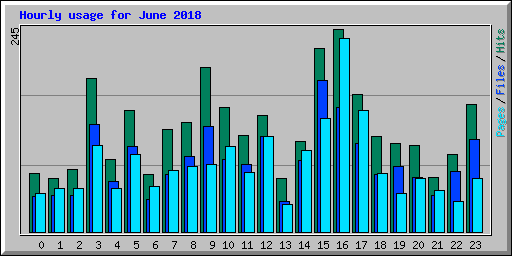 Hourly usage for June 2018
245
Pages/Files/Hits
0 1 2 3 4 5 6 7 8 9 10 11 12 13 14 15 16 17 18 19 20 21 22 23